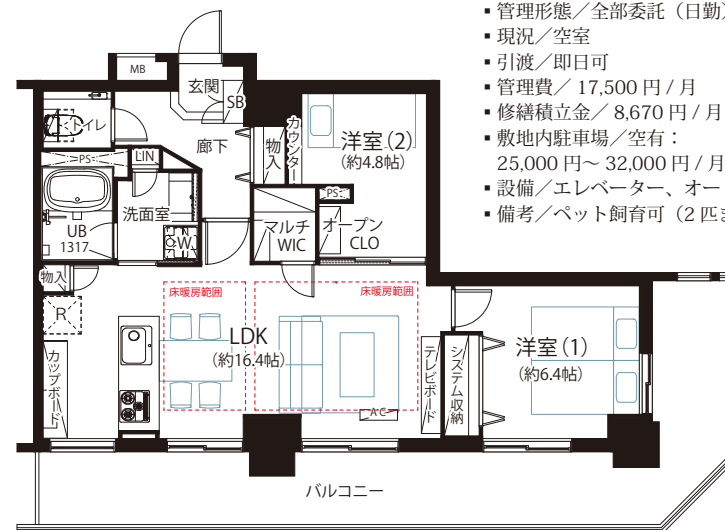 ▪ 管理形態／全部委託（日勤）
▪ 現況／空室
▪ 引渡／即日可
▪ 管理費／ 17,500 円 / 月
▪ 修繕積立金／ 8,670 円 / 月
▪ 敷地内駐車場／空有：
25,000 円～ 32,000 円 / 月
▪ 設備／エレベーター、オー
▪ 備考／ペット飼育可（2 匹
MB
玄関
SB
トイレ
廊下
物入
カウンター
洋室(2)
(約4.8帖)
PS
LIN
PS
UB
1317
洗面室
W
マルチ
WIC
オープン
CLO
物入
R
床暖房範囲
床暖房範囲
LDK
(約16.4帖)
カップボード
テレビボード
システム収納
洋室(1)
(約6.4帖)
AC
バルコニー